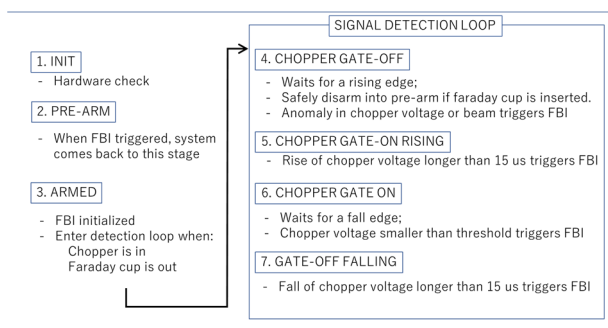 1. INIT
- Hardware check
2. PRE-ARM
- When FBI triggered, system
comes back to this stage
3. ARMED
- FBI initialized
- Enter detection loop when:
Chopper is in
Faraday cup is out
SIGNAL DETECTION LOOP
4. CHOPPER GATE-OFF
- Waits for a rising edge;
- Safely disarm into pre-arm if faraday cup is inserted.
- Anomaly in chopper voltage or beam triggers FBI
5. CHOPPER GATE-ON RISING
- Rise of chopper voltage longer than 15 us triggers FBI
6. CHOPPER GATE ON
- Waits for a fall edge;
- Chopper voltage smaller than threshold triggers FBI
7. GATE-OFF FALLING
- Fall of chopper voltage longer than 15 us triggers FBI